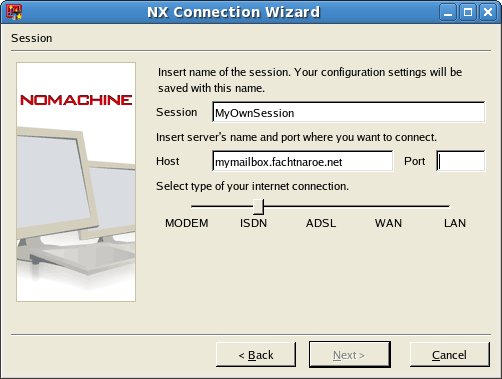 NX Connection Wizard
Session
NOMACHINE
Insert name of the session. Your configuration settings will be
saved with this name.
Session MyOwnSession
Insert server's name and port where you want to connect.
Host mymailbox.fachtnaroe.net Port
Select type of your internet connection.
MODEM ISDN ADSL WAN LAN
< Back Next > Cancel